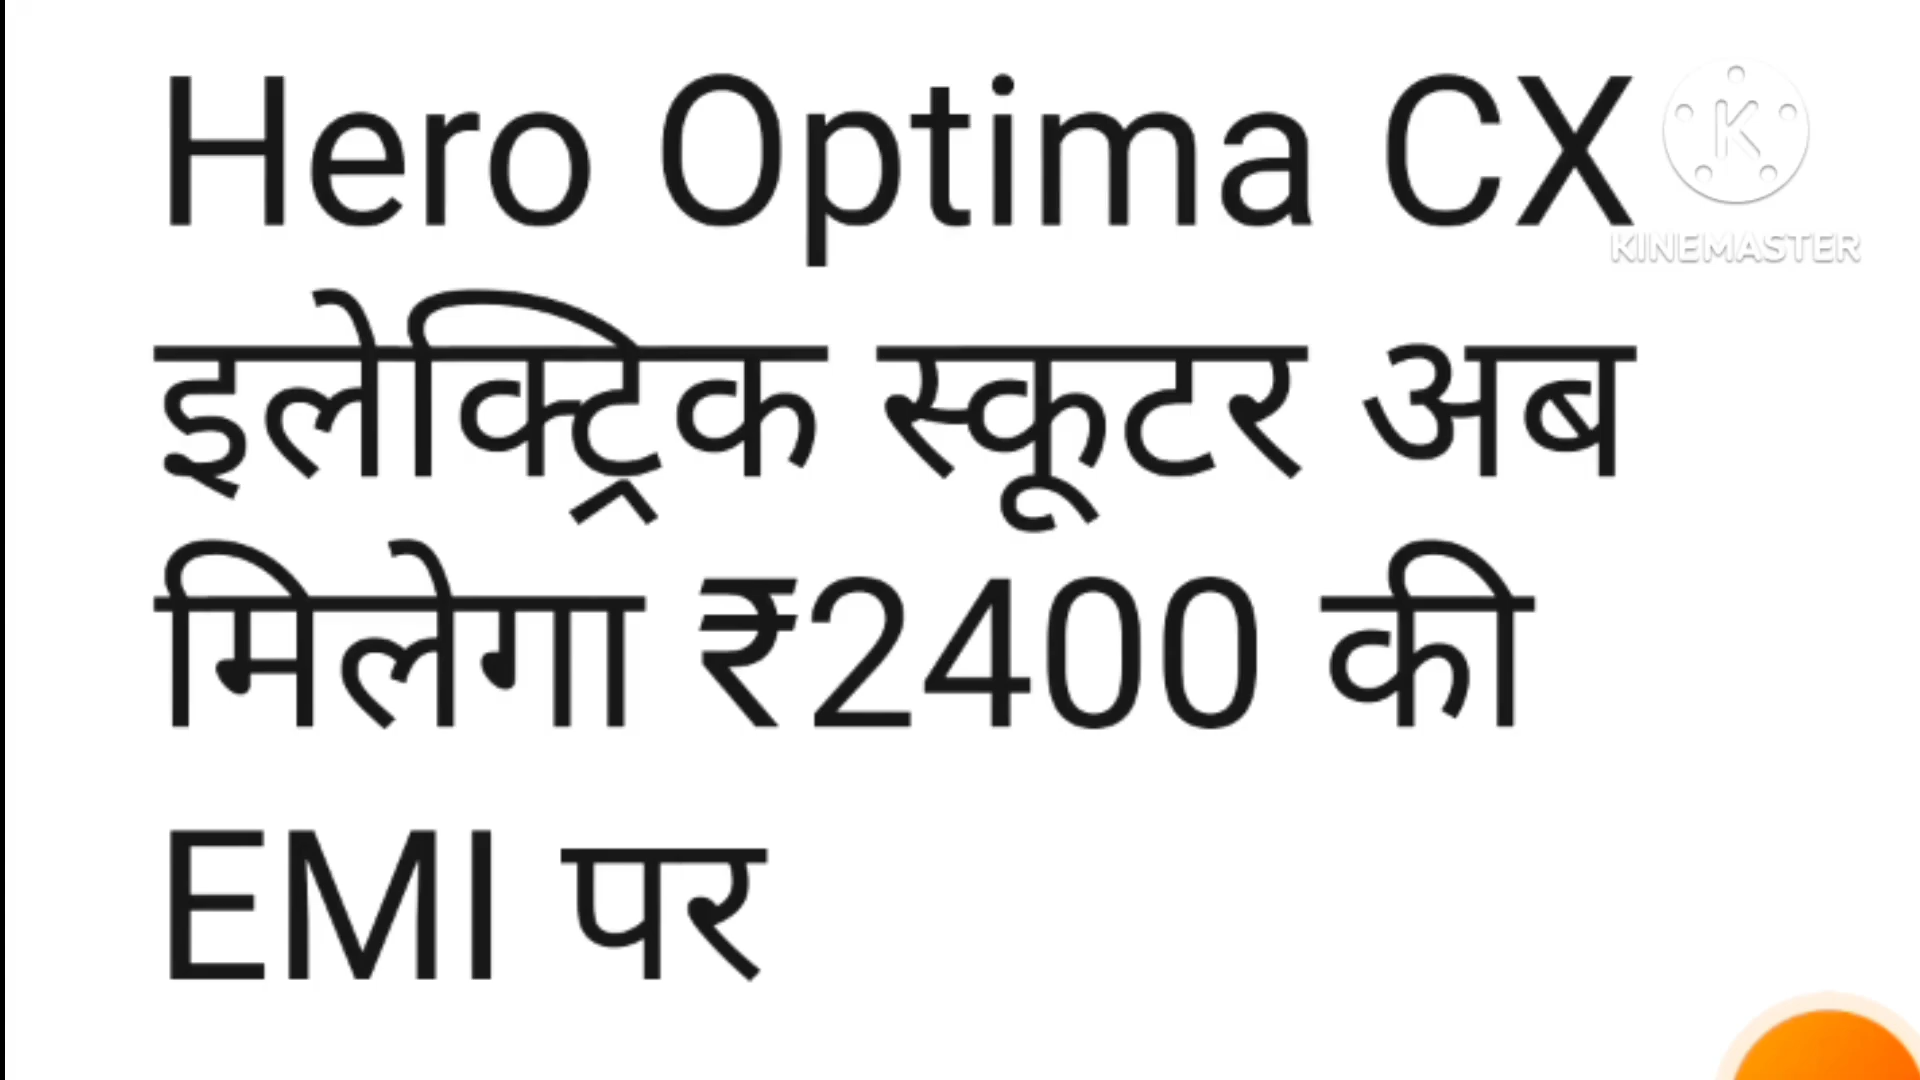 Hero Optima CX
इलेक्ट्रिक स्कूटर अब
मिलेगा ₹2400 की
EMI पर
K
KINEMASTER